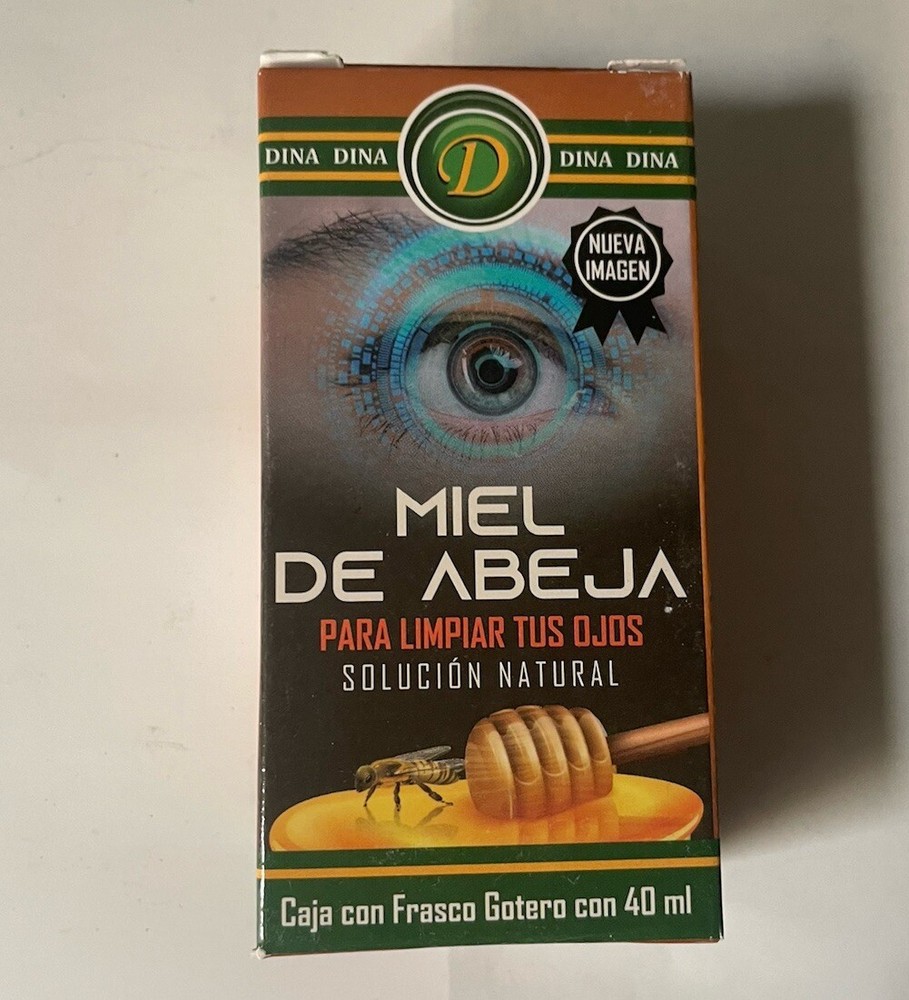 DINA DINA D DINA DINA
NUEVA
IMAGEN
MIEL
DE ABEJA
PARA LIMPIAR TUS OJOS
SOLUCIÓN NATURAL
Caja con Frasco Gotero con 40 ml